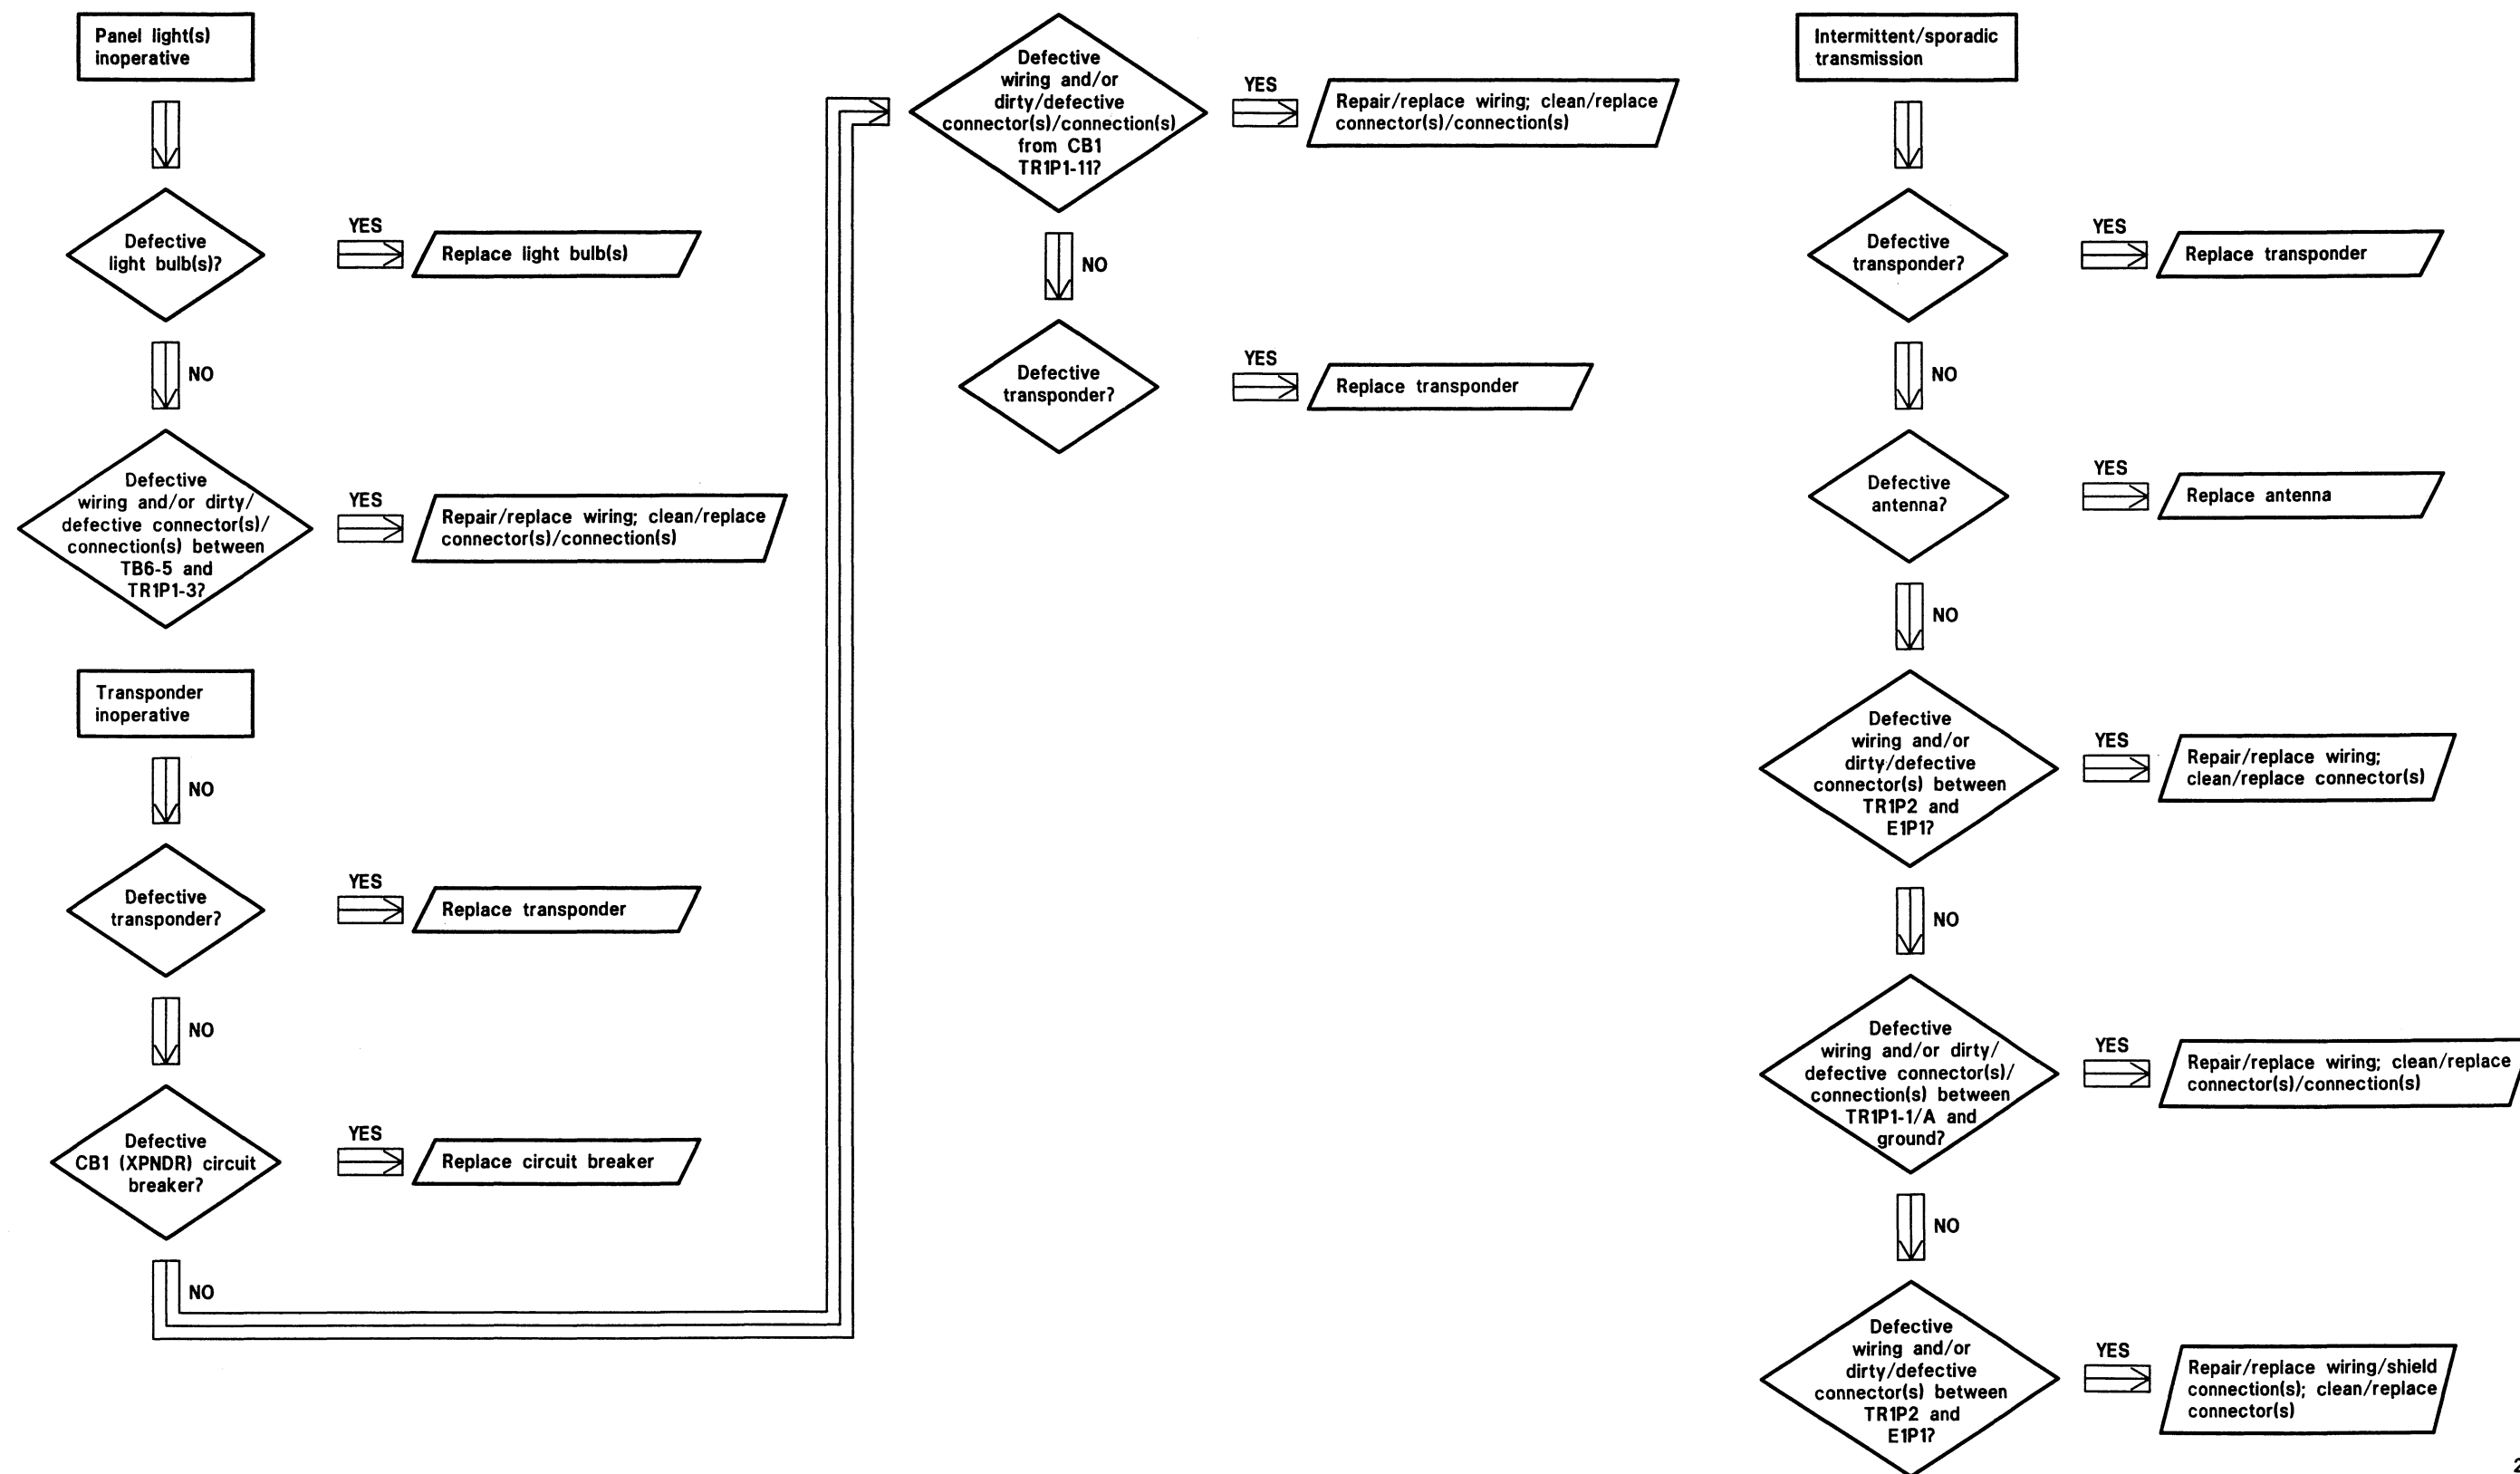 Panel light(s)
inoperative
Defective
light bulb(s)?
YES
Replace light bulb(s)
NO
Defective
wiring and/or dirty/
defective connector(s)/
connection(s) between
TB6-5 and
TR1P1-3?
YES
Repair/replace wiring; clean/replace
connector(s)/connection(s)
Transponder
inoperative
NO
Defective
transponder?
YES
Replace transponder
NO
Defective
CB1 (XPNDR) circuit
breaker?
YES
Replace circuit breaker
NO
Defective
wiring and/or
dirty/defective
connector(s)/connection(s)
from CB1
TR1P1-11?
YES
Repair/replace wiring; clean/replace
connector(s)/connection(s)
NO
Defective
transponder?
YES
Replace transponder
Intermittent/sporadic
transmission
Defective
transponder?
YES
Replace transponder
NO
Defective
antenna?
YES
Replace antenna
NO
Defective
wiring and/or
dirty/defective
connector(s) between
TR1P2 and
E1P1?
YES
Repair/replace wiring;
clean/replace connector(s)
NO
Defective
wiring and/or dirty/
defective connector(s)/
connection(s) between
TR1P1-1/A and
ground?
YES
Repair/replace wiring; clean/replace
connector(s)/connection(s)
NO
Defective
wiring and/or
dirty/defective
connector(s) between
TR1P2 and
E1P1?
YES
Repair/replace wiring/shield
connection(s); clean/replace
connector(s)